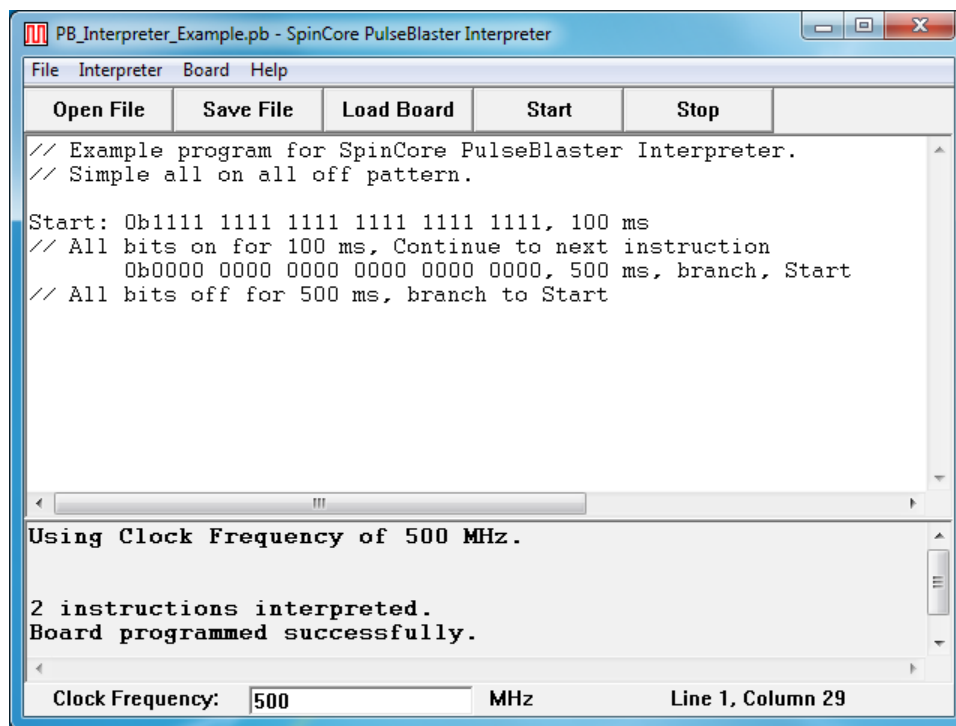 PB_Interpreter_Example.pb - SpinCore PulseBlaster Interpreter
File Interpreter Board Help
Open File Save File Load Board Start Stop
// Example program for SpinCore PulseBlaster Interpreter.
// Simple all on all off pattern.
Start: 0b1111 1111 1111 1111 1111 1111, 100 ms
// All bits on for 100 ms, Continue to next instruction
0b0000 0000 0000 0000 0000 0000, 500 ms, branch, Start
// All bits off for 500 ms, branch to Start
Using Clock Frequency of 500 MHz.
2 instructions interpreted.
Board programmed successfully.
Clock Frequency: 500 MHz Line 1, Column 29